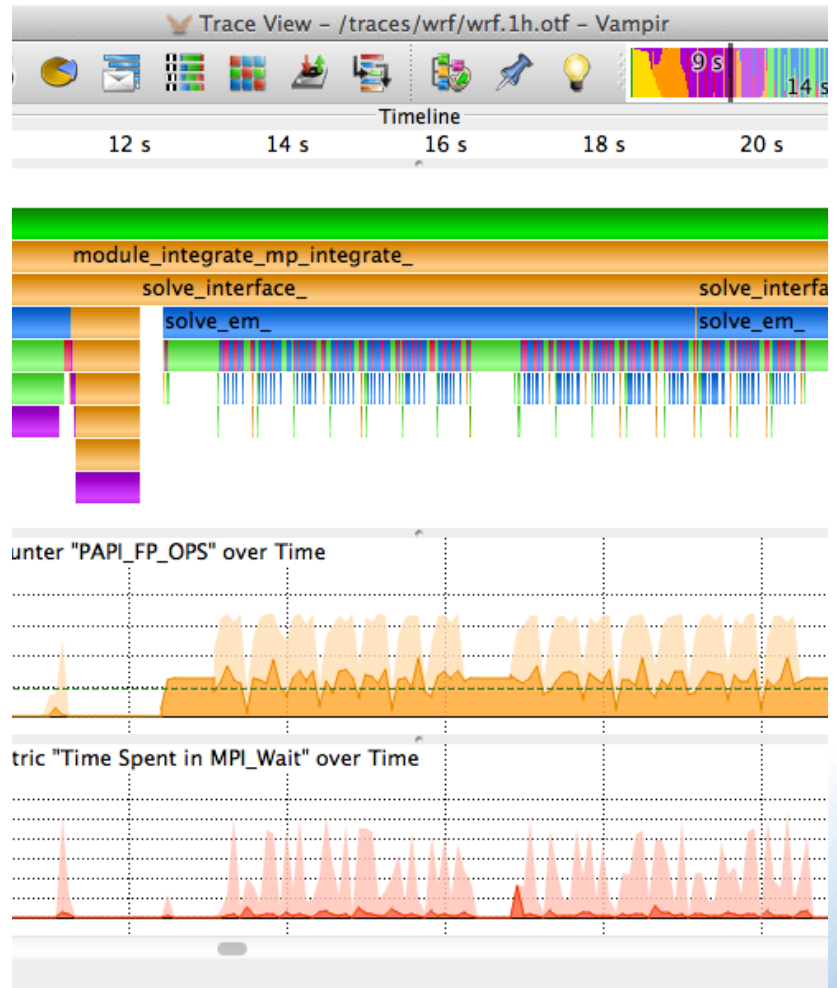 Trace View – /traces/wrf/wrf.1h.otf – Vampir
9 s
14 s
Timeline
12 s 14 s 16 s 18 s 20 s
module_integrate_mp_integrate_
solve_interface_ solve_interfa
solve_em_ solve_em_
unter "PAPI_FP_OPS" over Time
tric "Time Spent in MPI_Wait" over Time